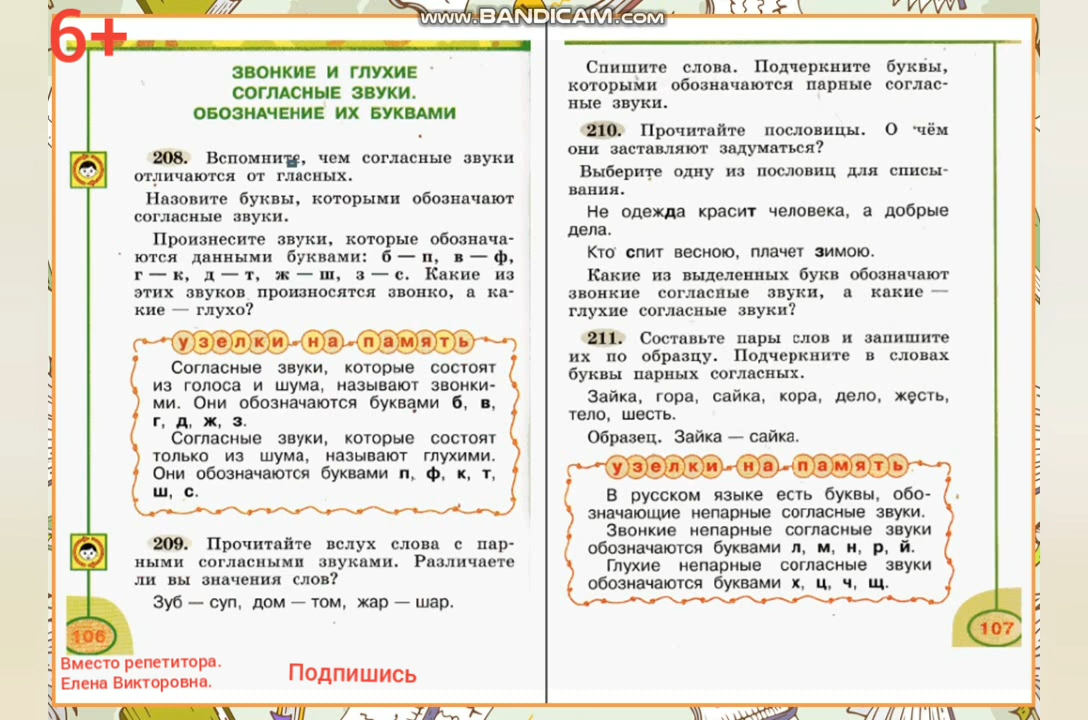 www.BANDICAM.com
6+
ЗВОНКИЕ И ГЛУХИЕ
СОГЛАСНЫЕ ЗВУКИ.
ОБОЗНАЧЕНИЕ ИХ БУКВАМИ
208. Вспомните, чем согласные звуки
отличаются от гласных.
Назовите буквы, которыми обозначают
согласные звуки.
Произнесите звуки, которые обознача-
ются данными буквами: б — п, в — ф,
г — к, д — т, ж — ш, з — с. Какие из
этих звуков произносятся звонко, а ка-
кие — глухо?
узелки на память
Согласные звуки, которые состоят
из голоса и шума, называют звонки-
ми. Они обозначаются буквами б, в,
г, д, ж, з.
Согласные звуки, которые состоят
только из шума, называют глухими.
Они обозначаются буквами п, ф, к, т,
ш, с.
209. Прочитайте вслух слова с пар-
ными согласными звуками. Различаете
ли вы значения слов?
Зуб — суп, дом — том, жар — шар.
106
Вместо репетитора.
Елена Викторовна.
Подпишись
Спишите слова. Подчеркните буквы,
которыми обозначаются парные соглас-
ные звуки.
210. Прочитайте пословицы. О чём
они заставляют задуматься?
Выберите одну из пословиц для списы-
вания.
Не одежда красит человека, а добрые
дела.
Кто спит весною, плачет зимою.
Какие из выделенных букв обозначают
звонкие согласные звуки, а какие —
глухие согласные звуки?
211. Составьте пары слов и запишите
их по образцу. Подчеркните в словах
буквы парных согласных.
Зайка, гора, сайка, кора, дело, жесть,
тело, шесть.
Образец. Зайка — сайка.
узелки на память
В русском языке есть буквы, обо-
значающие непарные согласные звуки.
Звонкие непарные согласные звуки
обозначаются буквами л, м, н, р, й.
Глухие непарные согласные звуки
обозначаются буквами х, ц, ч, щ.
107